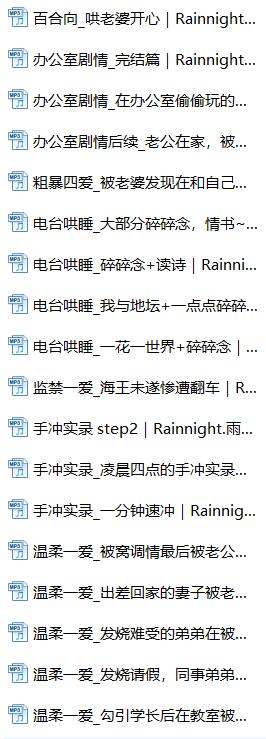 百合向_哄老婆开心｜Rainnight...
办公室剧情_完结篇｜Rainnight...
办公室剧情_在办公室偷偷玩的...
办公室剧情后续_老公在家，被...
粗暴四爱_被老婆发现在和自己...
电台哄睡_大部分碎碎念，情书~...
电台哄睡_碎碎念+读诗｜Rainni...
电台哄睡_我与地坛+一点点碎碎...
电台哄睡_一花一世界+碎碎念｜...
监禁一爱_海王未遂惨遭翻车｜R...
手冲实录 step2｜Rainnight.雨...
手冲实录_凌晨四点的手冲实录...
手冲实录_一分钟速冲｜Rainnig...
温柔一爱_被窝调情最后被老公...
温柔一爱_出差回家的妻子被老...
温柔一爱_发烧难受的弟弟在被...
温柔一爱_发烧请假，同事弟弟...
温柔一爱_勾引学长后在教室被...